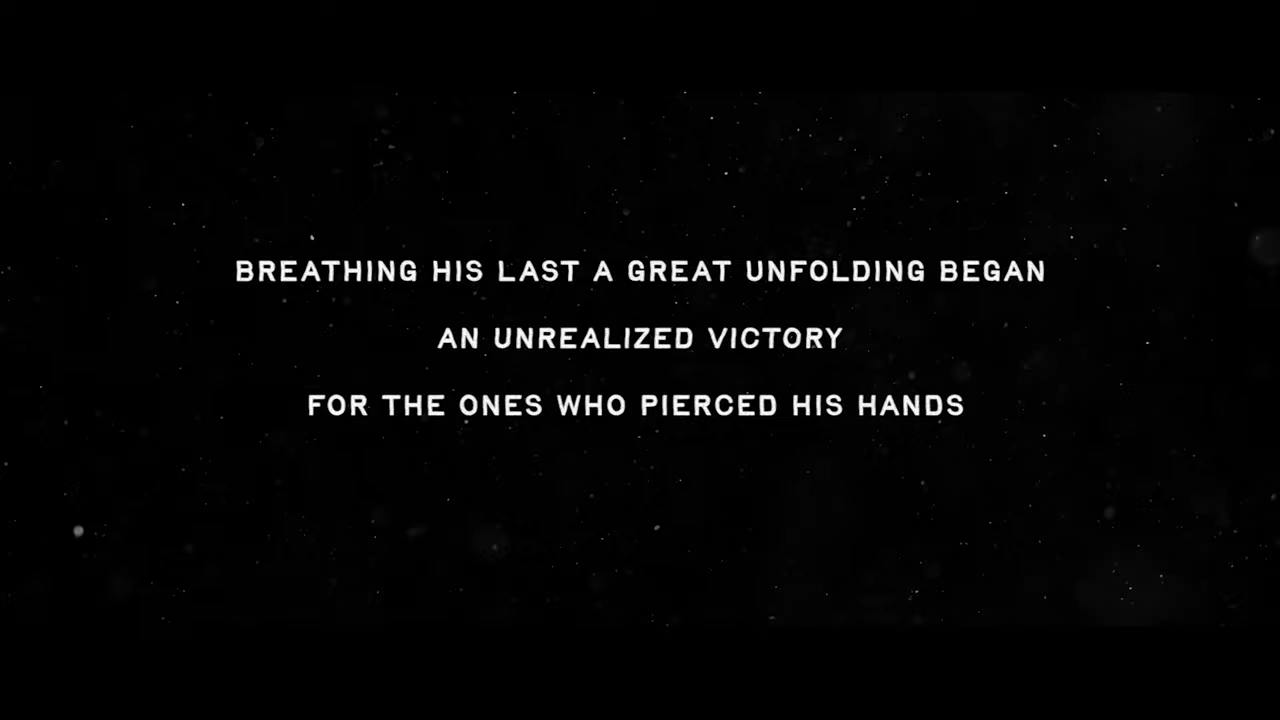 BREATHING HIS LAST A GREAT UNFOLDING BEGAN
AN UNREALIZED VICTORY
FOR THE ONES WHO PIERCED HIS HANDS